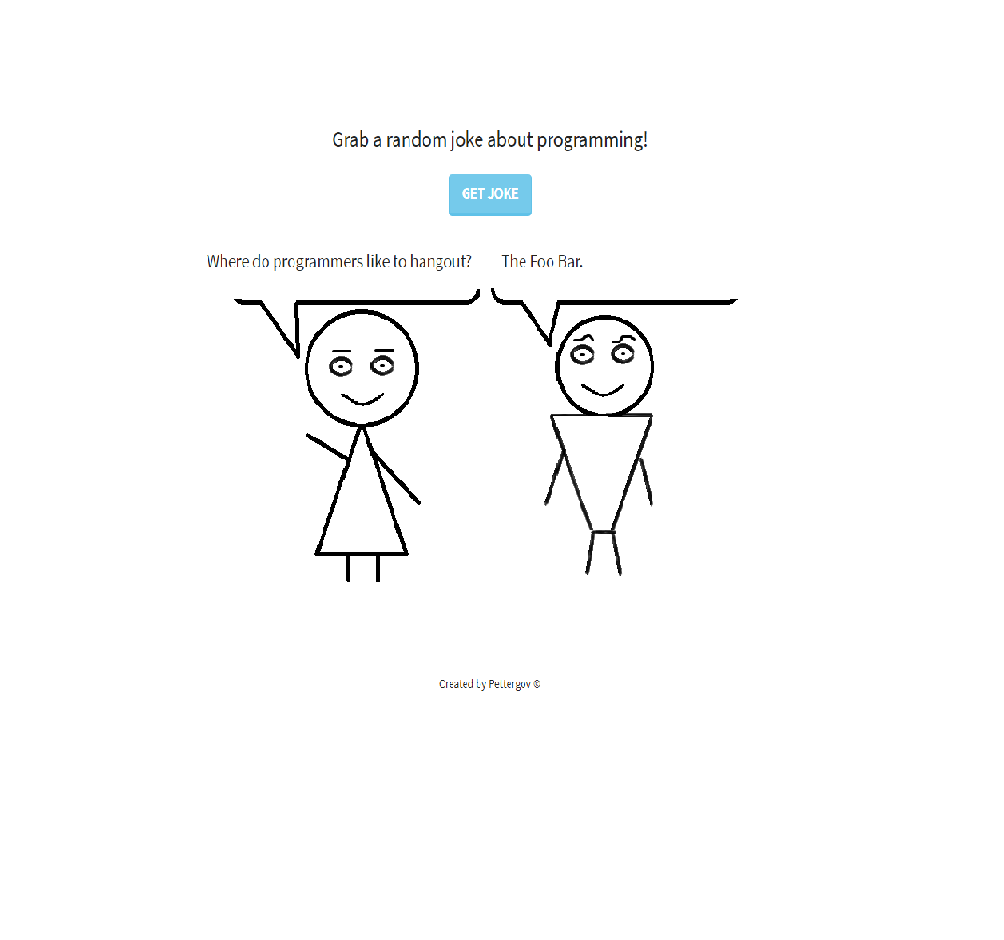 Grab a random joke about programming!
GET JOKE
Where do programmers like to hangout?
The Foo Bar.
Created by Pettergov ©